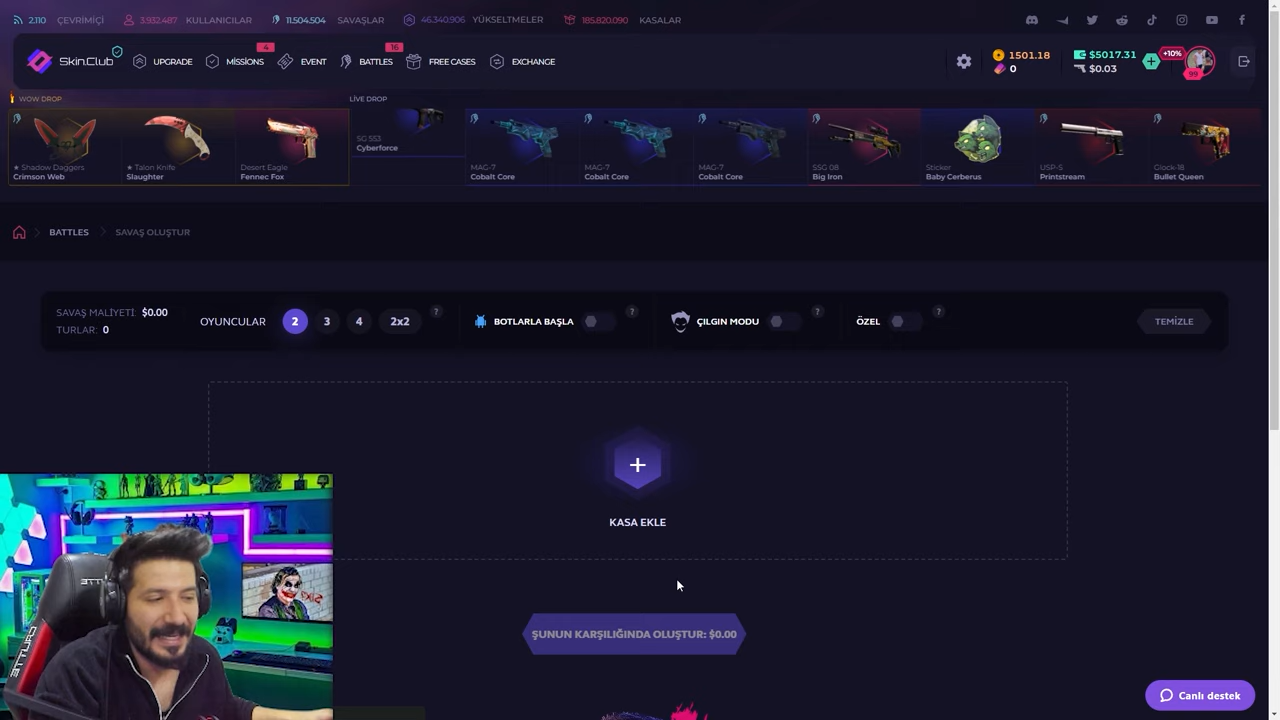 2.110 ÇEVRİMİÇİ 3.932.487 KULLANICILAR 11.504.504 SAVAŞLAR 46.340.906 YÜKSELTMELER 185.820.090 KASALAR
Skin.Club UPGRADE 4 MISSIONS EVENT 16 BATTLES FREE CASES EXCHANGE 1501.18 0 $5017.31 $0.03 +10% 99
WOW DROP LİVE DROP
★ Shadow Daggers
Crimson Web
★ Talon Knife
Slaughter
Desert Eagle
Fennec Fox
SG 553
Cyberforce
MAG-7
Cobalt Core
MAG-7
Cobalt Core
MAG-7
Cobalt Core
SSG 08
Big Iron
Sticker
Baby Cerberus
USP-S
Printstream
Glock-18
Bullet Queen
BATTLES SAVAŞ OLUŞTUR
SAVAŞ MALİYETİ: $0.00
TURLAR: 0
OYUNCULAR 2 3 4 2x2 ? BOTLARLA BAŞLA ? ÇILGIN MODU ? ÖZEL ? TEMİZLE
+
KASA EKLE
ŞUNUN KARŞILIĞINDA OLUŞTUR: $0.00
Canlı destek